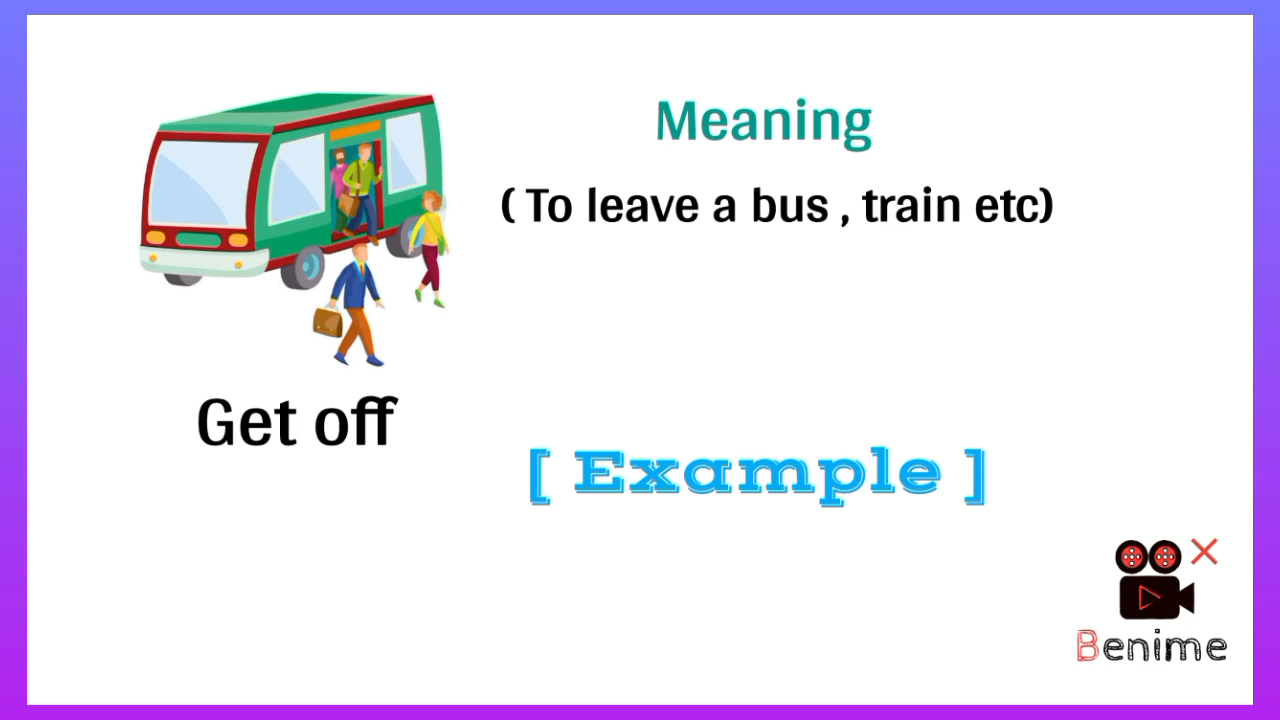 Meaning
( To leave a bus , train etc)
Get off
[ Example ]
Benime